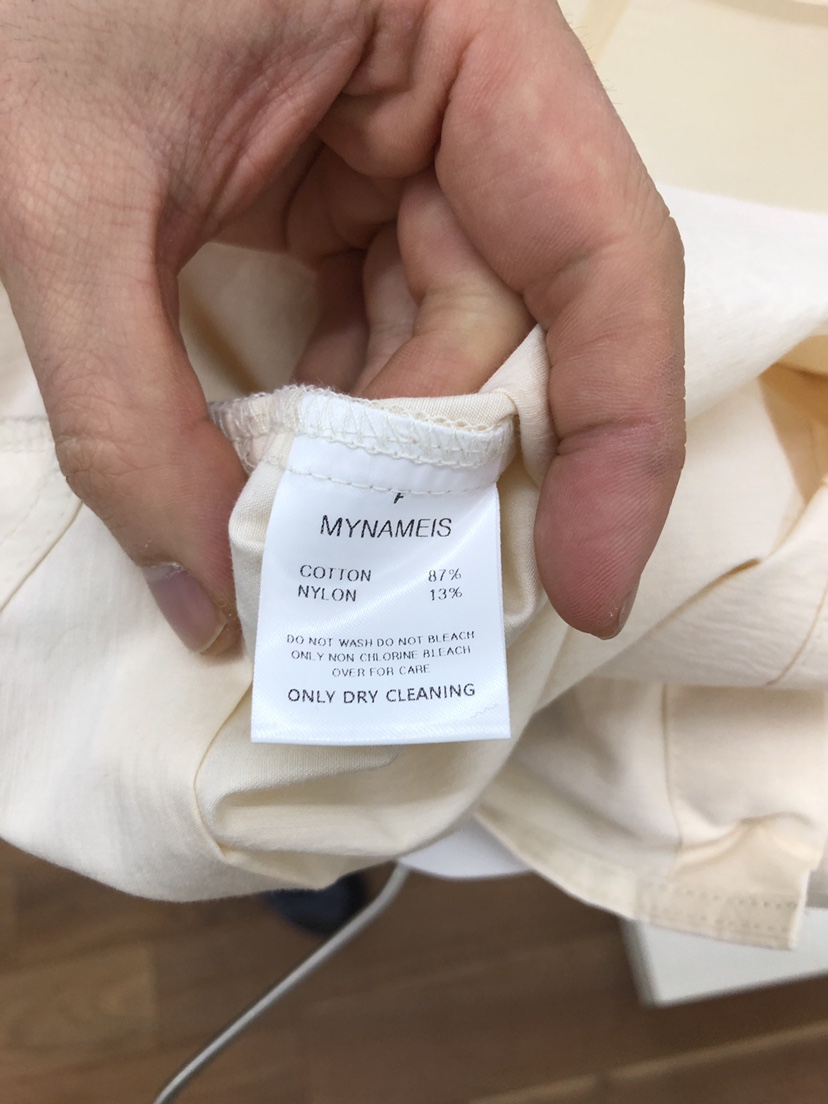 MYNAMEIS
COTTON 87%
NYLON 13%
DO NOT WASH DO NOT BLEACH
ONLY NON CHLORINE BLEACH
OVER FOR CARE
ONLY DRY CLEANING